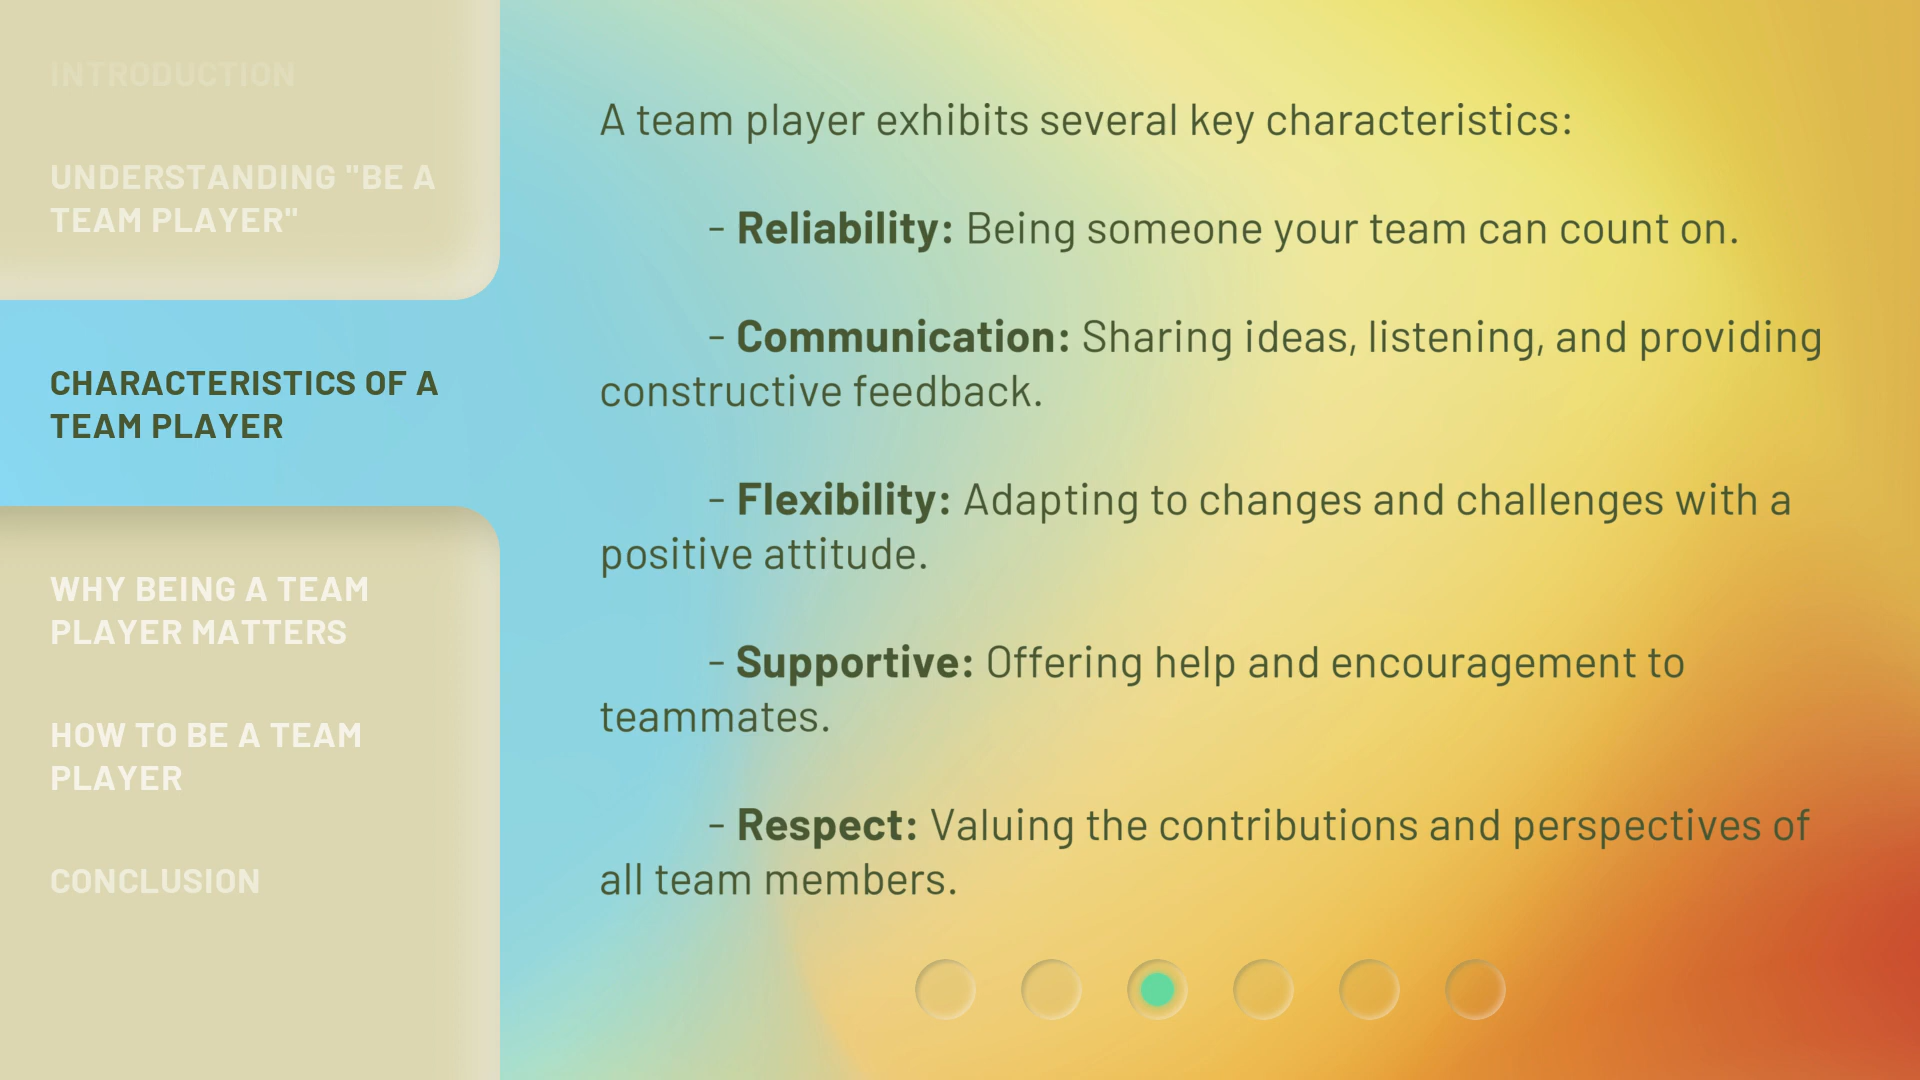 INTRODUCTION
UNDERSTANDING "BE A
TEAM PLAYER"
CHARACTERISTICS OF A
TEAM PLAYER
WHY BEING A TEAM
PLAYER MATTERS
HOW TO BE A TEAM
PLAYER
CONCLUSION
A team player exhibits several key characteristics:
- Reliability: Being someone your team can count on.
- Communication: Sharing ideas, listening, and providing
constructive feedback.
- Flexibility: Adapting to changes and challenges with a
positive attitude.
- Supportive: Offering help and encouragement to
teammates.
- Respect: Valuing the contributions and perspectives of
all team members.